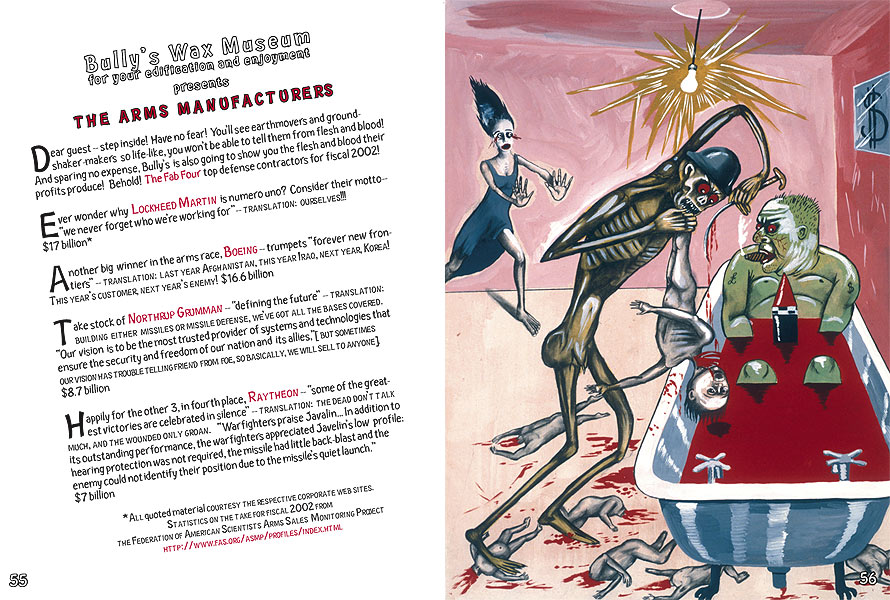 Bully's Wax Museum
for your edification and enjoyment
presents
THE ARMS MANUFACTURERS
Dear guest -- step inside! Have no fear! You'll see earthmovers and ground-
shaker-makers so life-like, you won't be able to tell them from flesh and blood!
And sparing no expense, Bully's is also going to show you the flesh and blood their
profits produce! Behold! The Fab Four top defense contractors for fiscal 2002!
Ever wonder why LOCKHEED MARTIN is numero uno? Consider their motto--
"we never forget who we're working for" -- TRANSLATION: OURSELVES!!!
$17 billion*
Another big winner in the arms race, BOEING -- trumpets "forever new fron-
tiers" -- TRANSLATION: LAST YEAR AFGHANISTAN, THIS YEAR IRAQ, NEXT YEAR, KOREA!
THIS YEAR'S CUSTOMER, NEXT YEAR'S ENEMY! $16.6 billion
Take stock of NORTHRUP GRUMMAN -- "defining the future" -- TRANSLATION:
BUILDING EITHER MISSILES OR MISSILE DEFENSE, WE'VE GOT ALL THE BASES COVERED.
"Our vision is to be the most trusted provider of systems and technologies that
ensure the security and freedom of our nation and its allies."[ BUT SOMETIMES
OUR VISION HAS TROUBLE TELLING FRIEND FROM FOE, SO BASICALLY, WE WILL SELL TO ANYONE}
$8.7 billion
Happily for the other 3, in fourth place, RAYTHEON -- "some of the great-
est victories are celebrated in silence" -- TRANSLATION: THE DEAD DON'T TALK
MUCH, AND THE WOUNDED ONLY GROAN. "Warfighters praise Javalin... In addition to
its outstanding performance, the warfighters appreciated Javelin's low profile:
hearing protection was not required, the missile had little back-blast and the
enemy could not identify their position due to the missile's quiet launch."
$7 billion
*ALL QUOTED MATERIAL COURTESY THE RESPECTIVE CORPORATE WEB SITES.
STATISTICS ON THE TAKE FOR FISCAL 2002 FROM
THE FEDERATION OF AMERICAN SCIENTISTS ARMS SALES MONITORING PROJECT
HTTP://WWW.FAS.ORG/ASMP/PROFILES/INDEX.HTML
55
$
56